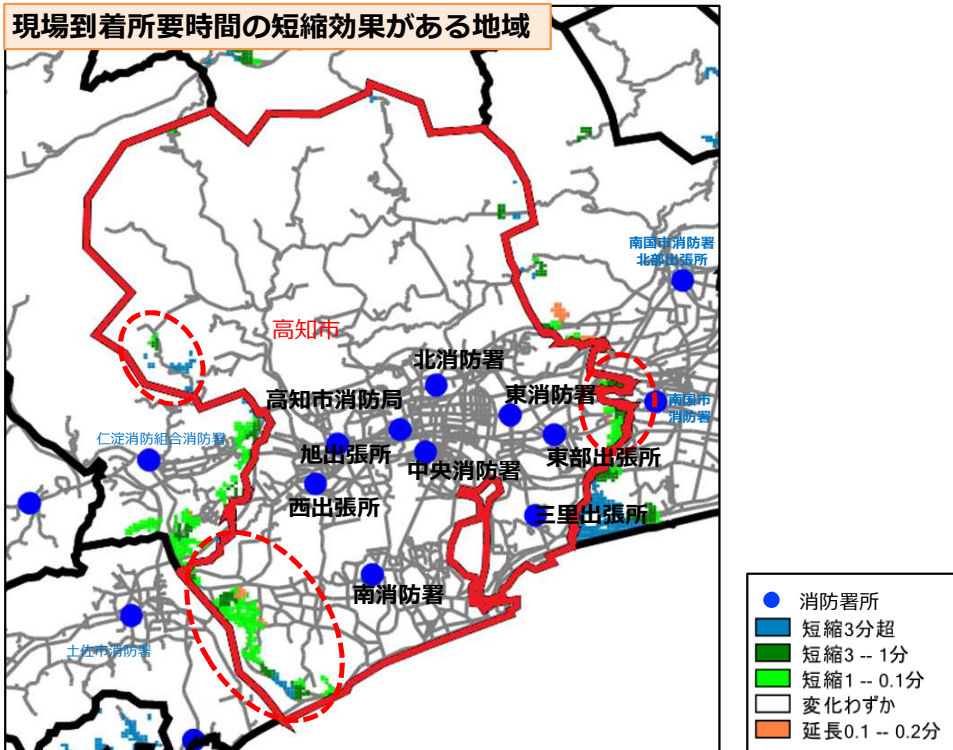 現場到着所要時間の短縮効果がある地域
南国市消防署
北部出張所
高知市
北消防署
高知市消防局
東消防署
南国市
消防署
仁淀消防組合消防署
旭出張所
中央消防署
東部出張所
西出張所
三里出張所
南消防署
土佐市消防署
消防署所
短縮3分超
短縮3 -- 1分
短縮1 -- 0.1分
変化わずか
延長0.1 -- 0.2分